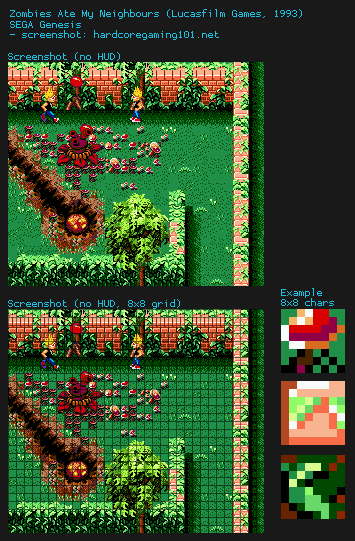 Zombies Ate My Neighbours (Lucasfilm Games, 1993)
SEGA Genesis
- screenshot: hardcoregaming101.net
Screenshot (no HUD)
Screenshot (no HUD, 8x8 grid)
Example
8x8 chars